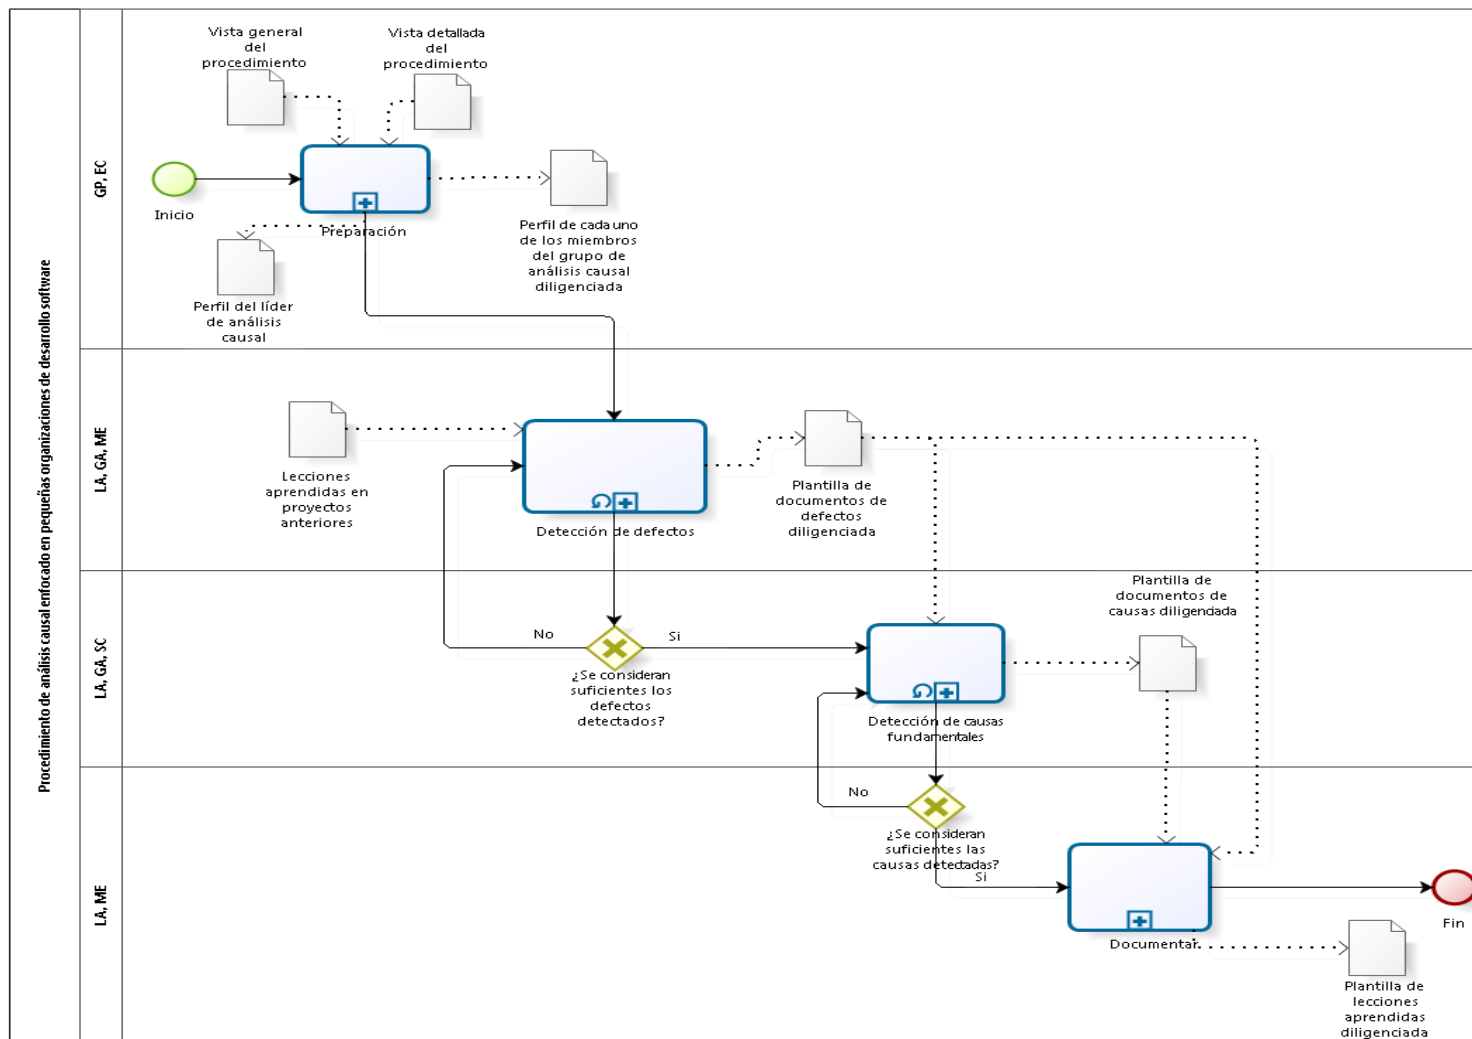 Procedimiento de análisis causal enfocado en pequeñas organizaciones de desarrollo software
GP, EC
Vista general
del
procedimiento
Vista detallada
del
procedimiento
Inicio
Preparación
Perfil de cada uno
de los miembros
del grupo de
análisis causal
diligenciada
Perfil del líder
de análisis
causal
LA, GA, ME
Lecciones
aprendidas en
proyectos
anteriores
Detección de defectos
Plantilla de
documentos de
defectos
diligenciada
LA, GA, SC
No
Si
¿Se consideran
suficientes los
defectos
detectados?
Detección de causas
fundamentales
Plantilla de
documentos de
causas diligenciada
LA, ME
No
¿Se consideran
suficientes las
causas detectadas?
Si
Documentar
Fin
Plantilla de
lecciones
aprendidas
diligenciada